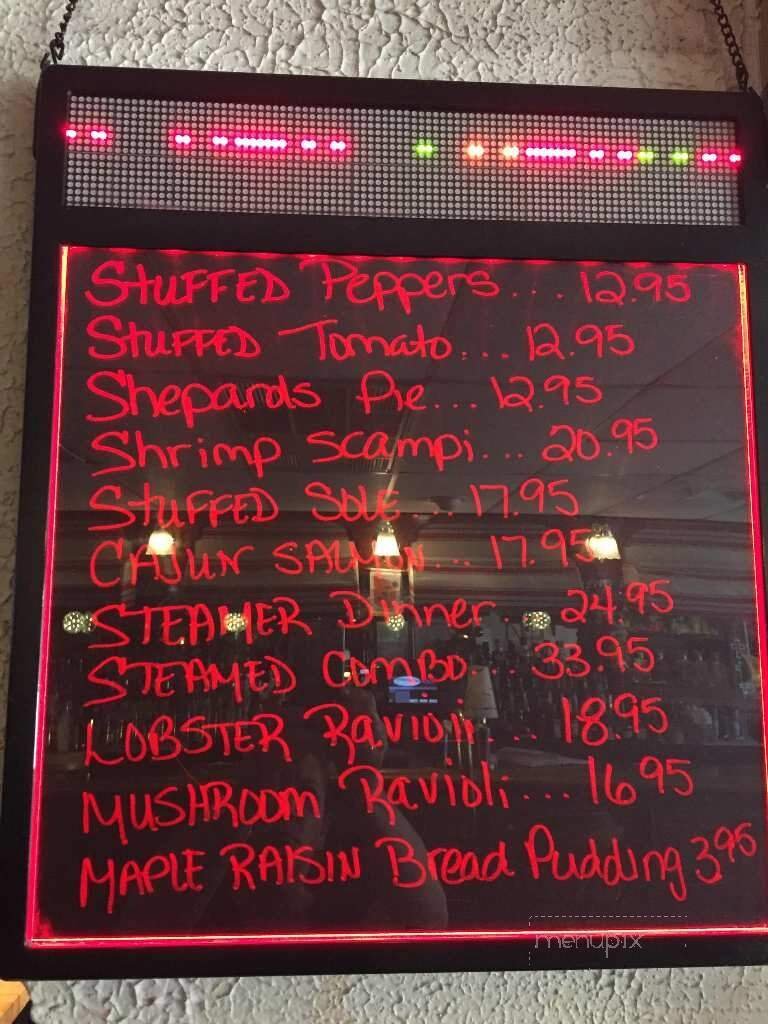 STUFFED Peppers... 12.95
STUFFED Tomato... 12.95
Shepards Pie... 12.95
Shrimp scampi... 20.95
STUFFED SOLE... 17.95
CAJUN SALMON... 17.95
STEAMER Dinner... 24.95
STEAMED COMBO... 33.95
LOBSTER Ravioli... 18.95
MUSHROOM Ravioli... 16.95
MAPLE RAISIN Bread Pudding 3.95
menupix